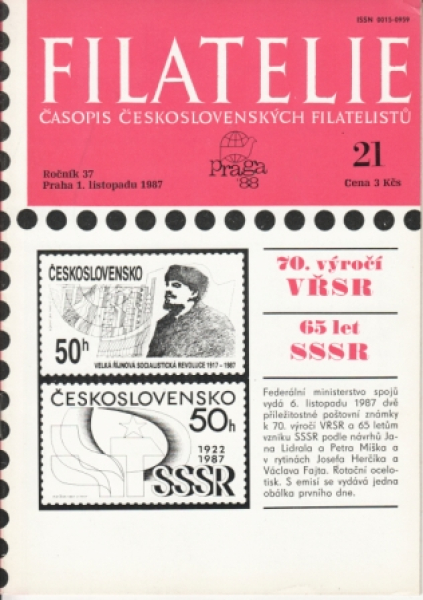 ISSN 0015-0959
FILATELIE
ČASOPIS ČESKOSLOVENSKÝCH FILATELISTŮ
Ročník 37
Praha 1. listopadu 1987
Praga
'88
21
Cena 3 Kčs
ČESKOSLOVENSKO
50h
VELKÁ ŘÍJNOVÁ SOCIALISTICKÁ REVOLUCE 1917–1987
ČESKOSLOVENSKO
50h
1922
1987
SSSR
70. výročí
VŘSR
65 let
SSSR
Federální ministerstvo spojů
vydá 6. listopadu 1987 dvě
příležitostné poštovní známky
k 70. výročí VŘSR a 65 letům
vzniku SSSR podle návrhů Ja-
na Lidrala a Petra Miška a
v rytinách Josefa Herčíka a
Václava Fajta. Rotační ocelo-
tisk. S emisí se vydává jedna
obálka prvního dne.